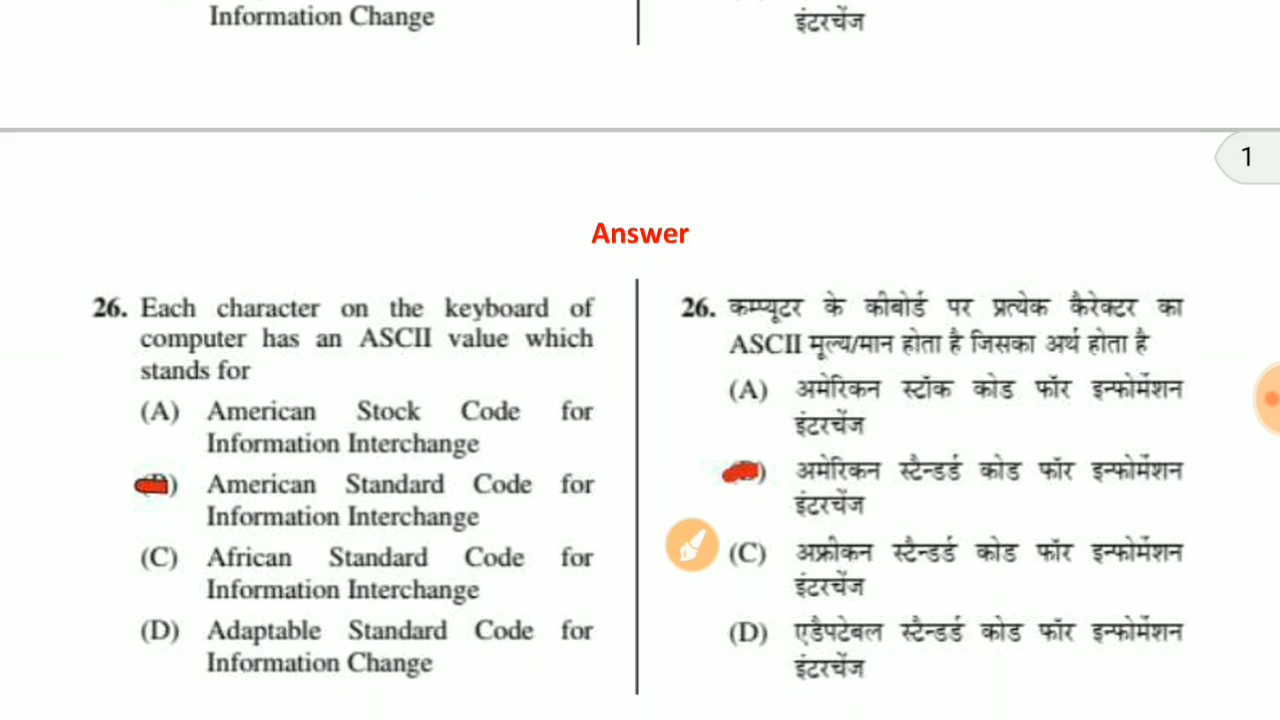 Information Change
इंटरचेंज
1
Answer
26. Each character on the keyboard of
computer has an ASCII value which
stands for
(A) American Stock Code for
Information Interchange
) American Standard Code for
Information Interchange
(C) African Standard Code for
Information Interchange
(D) Adaptable Standard Code for
Information Change
26. कम्प्यूटर के कीबोर्ड पर प्रत्येक कैरेक्टर का
ASCII मूल्य/मान होता है जिसका अर्थ होता है
(A) अमेरिकन स्टॉक कोड फॉर इन्फोर्मेशन
इंटरचेंज
) अमेरिकन स्टैन्डर्ड कोड फॉर इन्फोर्मेशन
इंटरचेंज
(C) अफ्रीकन स्टैन्डर्ड कोड फॉर इन्फोर्मेशन
इंटरचेंज
(D) एडैपटेबल स्टैन्डर्ड कोड फॉर इन्फोर्मेशन
इंटरचेंज